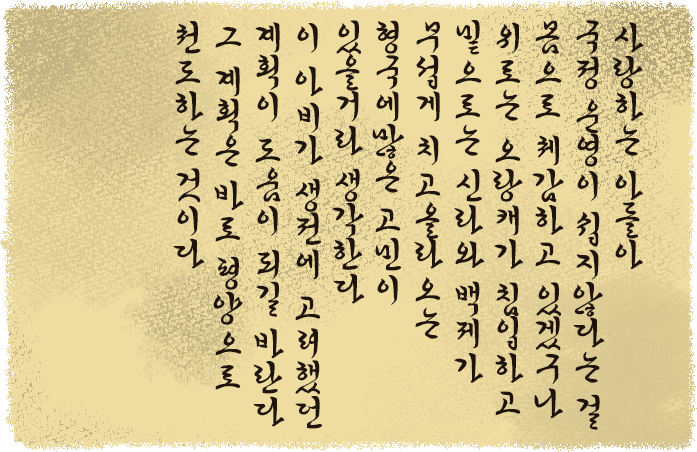 사랑하는 아들아
국정 운영이 쉽지않다는 걸
몸으로 체감하고 있겠구나
위로는 오랑캐가 침입하고
밑으로는 신라와 백제가
무섭게 치고올라 오는
형국에 많은 고민이
있을거라 생각한다
이 아비가 생전에 고려했던
계획이 도움이 되길 바란다
그 계획은 바로 평양으로
천도하는 것이다